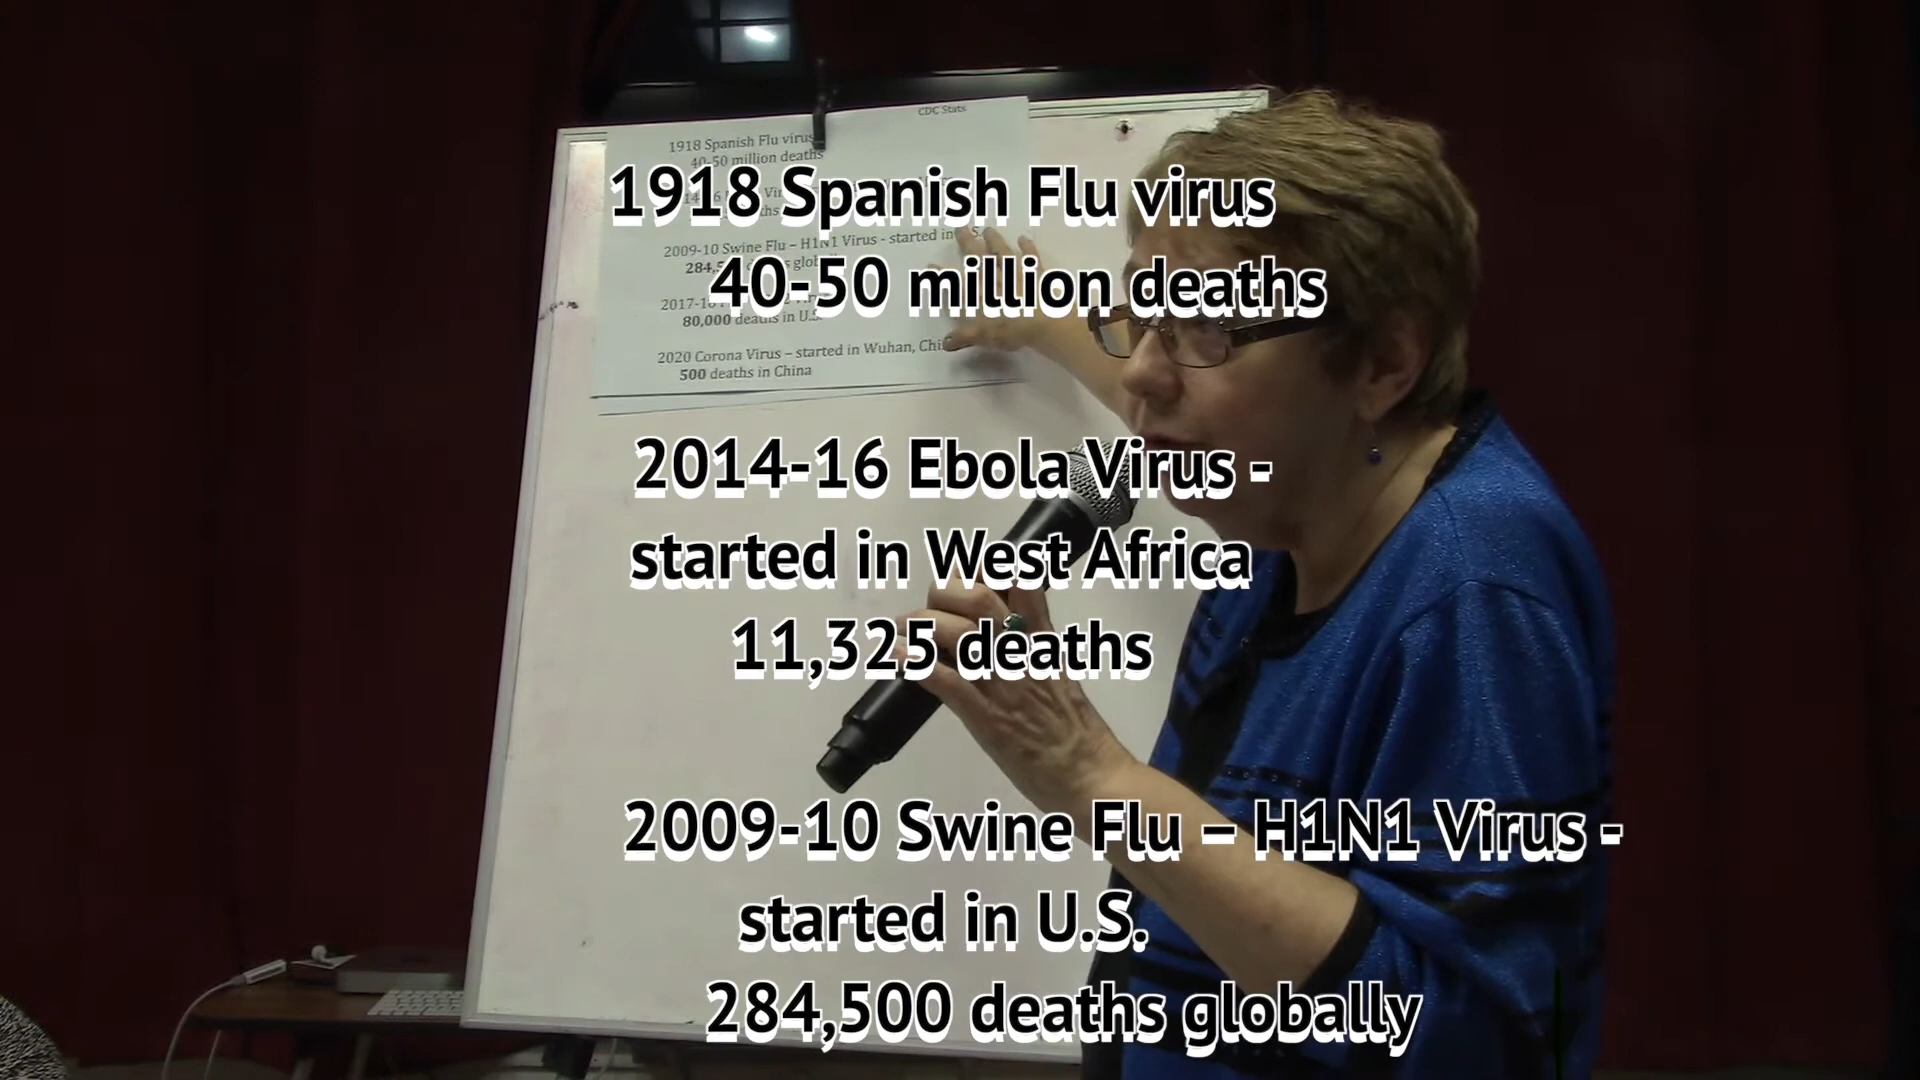 CDC Stats
1918 Spanish Flu virus
40-50 million deaths
2009-10 Swine Flu – H1N1 Virus - started in
2017-
80,000 deaths in U.S.
2020 Corona Virus – started in Wuhan,
500 deaths in China
1918 Spanish Flu virus
40-50 million deaths
2014-16 Ebola Virus -
started in West Africa
11,325 deaths
2009-10 Swine Flu – H1N1 Virus -
started in U.S.
284,500 deaths globally